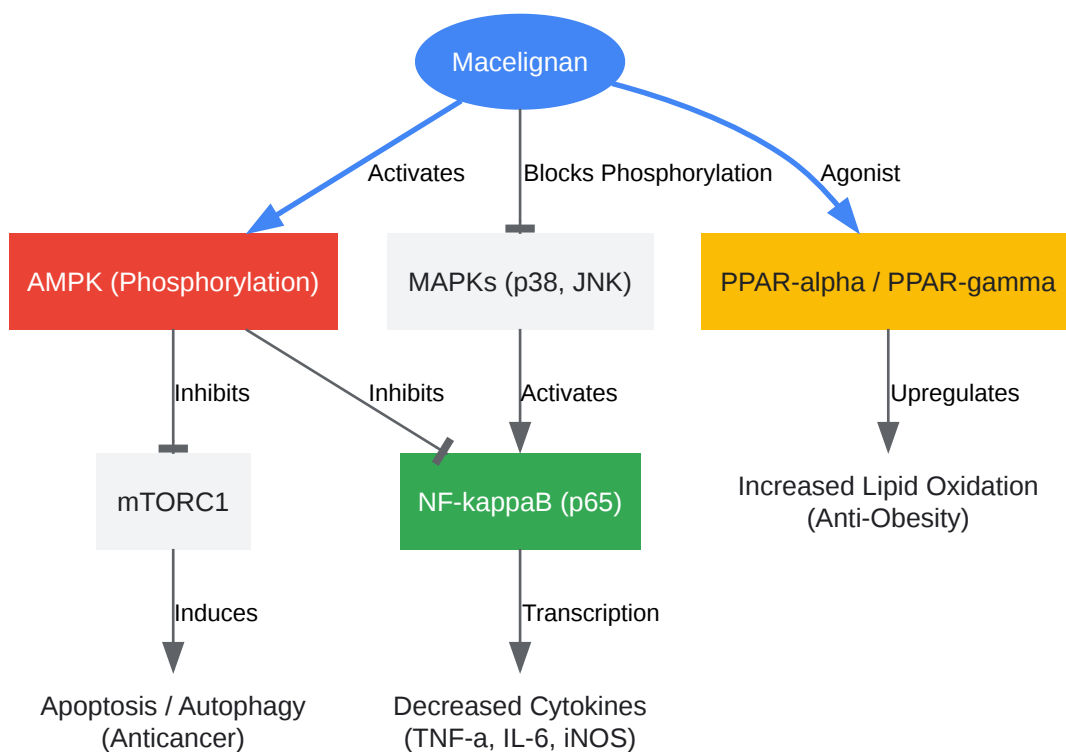 Macelignan
Activates
Blocks Phosphorylation
Agonist
AMPK (Phosphorylation)
MAPKs (p38, JNK)
PPAR-alpha / PPAR-gamma
Inhibits
Inhibits
Activates
Upregulates
mTORC1
NF-kappaB (p65)
Increased Lipid Oxidation
(Anti-Obesity)
Induces
Transcription
Apoptosis / Autophagy
(Anticancer)
Decreased Cytokines
(TNF-a, IL-6, iNOS)